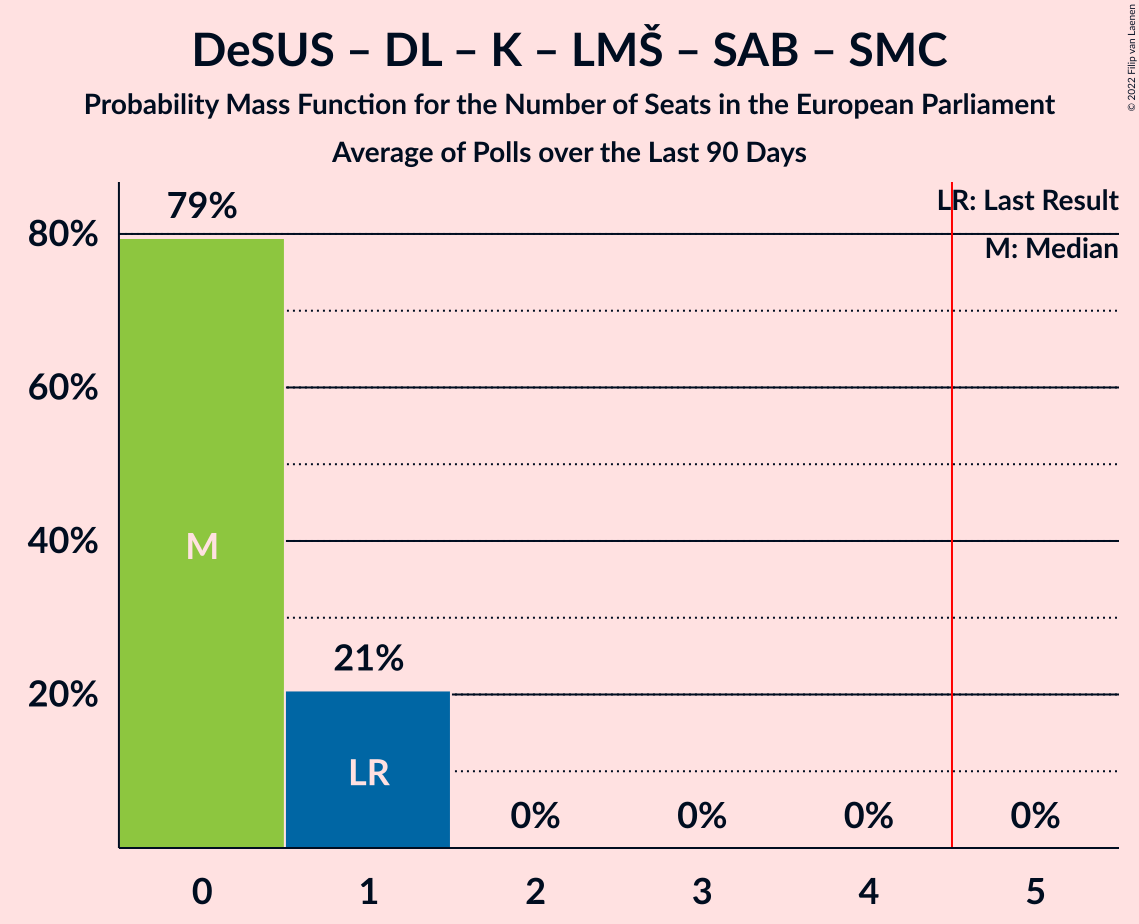 DeSUS – DL – K – LMŠ – SAB – SMC
Probability Mass Function for the Number of Seats in the European Parliament
Average of Polls over the Last 90 Days
© 2022 Filip van Laenen
LR: Last Result
M: Median
80%
60%
40%
20%
79%
M
21%
LR
0%
0%
0%
0%
0 1 2 3 4 5